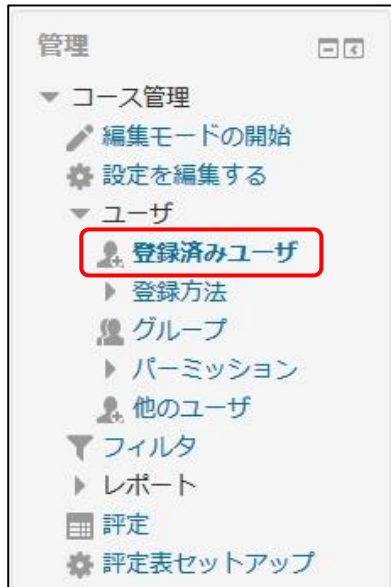 管理
コース管理
編集モードの開始
設定を編集する
ユーザ
登録済みユーザ
登録方法
グループ
パーミッション
他のユーザ
フィルタ
レポート
評定
評定表セットアップ